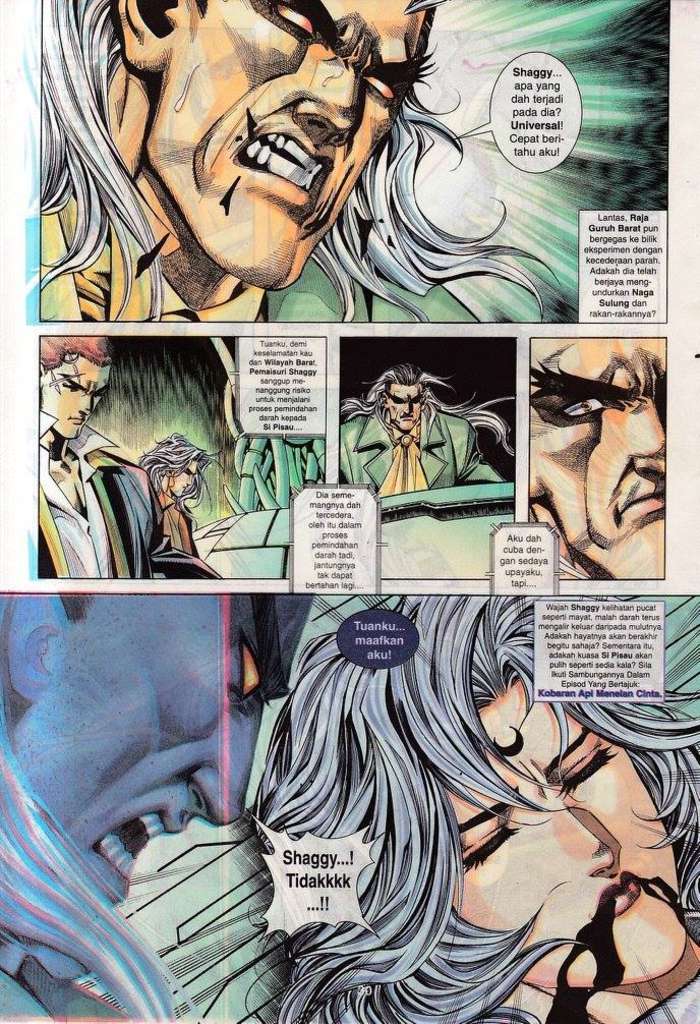 Shaggy...
apa yang
dah terjadi
pada dia?
Universal!
Cepat beri-
tahu aku!
Lantas, Raja
Guruh Barat pun
bergegas ke bilik
eksperimen dengan
kecederaan parah.
Adakah dia telah
berjaya meng-
undurkan Naga
Sulung dan
rakan-rakannya?
Tuanku, demi
keselamatan kau
dan Wilayah Barat,
Permaisuri Shaggy
sanggup me-
nanggung risiko
untuk menjalani
proses pemindahan
darah kepada
Si Pisau....
Dia seme-
mangnya dah
tercedera,
oleh itu dalam
proses
pemindahan
darah tadi,
jantungnya
tak dapat
bertahan lagi....
Aku dah
cuba den-
gan sedaya
upayaku,
tapi....
Tuanku...
maafkan
aku!
Wajah Shaggy kelihatan pucat
seperti mayat, malah darah terus
mengalir keluar daripada mulutnya.
Adakah hayatnya akan berakhir
begitu sahaja? Sementara itu,
adakah kuasa Si Pisau akan
pulih seperti sedia kala? Sila
Ikuti Sambungannya Dalam
Episod Yang Bertajuk:
Kobaran Api Menelan Cinta.
Shaggy...!
Tidakkkk
...!!
30